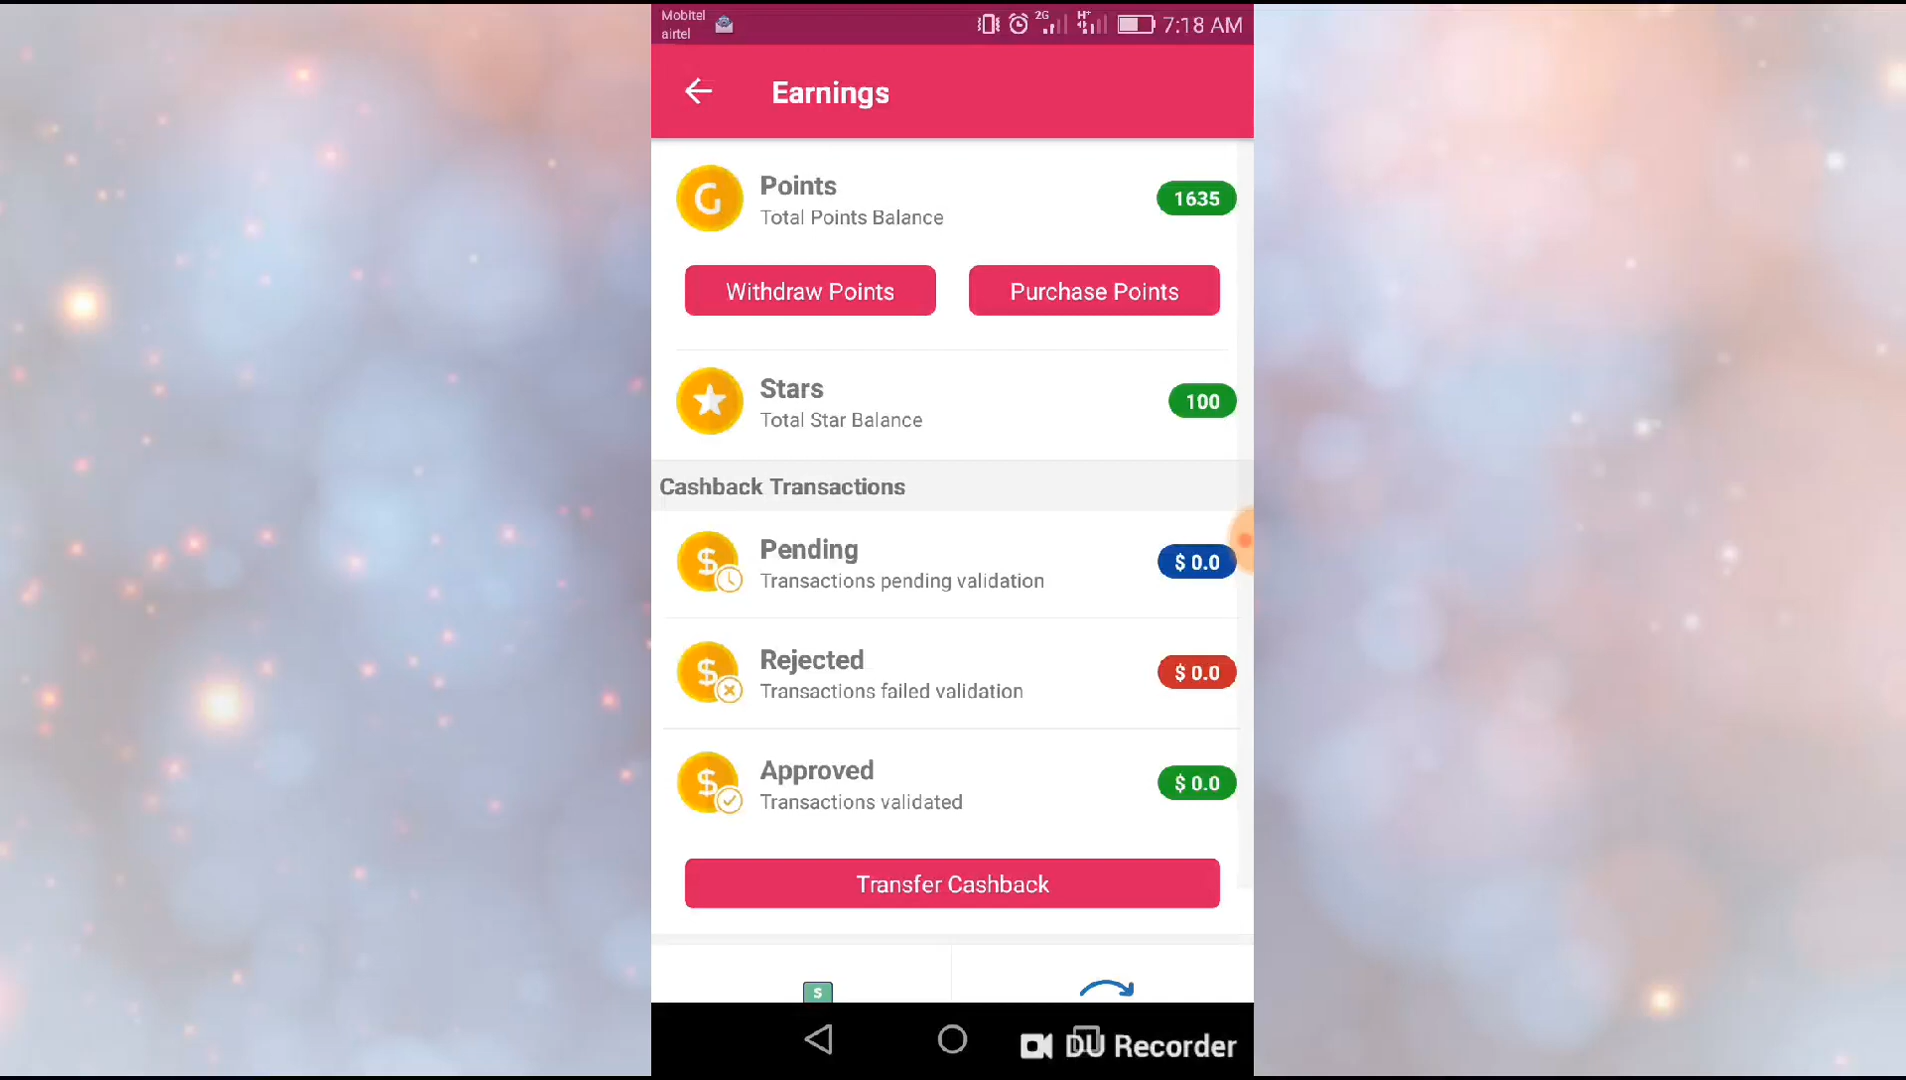 Mobitel
airtel
2G H+ 7:18 AM
Earnings
G
Points
Total Points Balance
1635
Withdraw Points
Purchase Points
Stars
Total Star Balance
100
Cashback Transactions
$
Pending
Transactions pending validation
$ 0.0
$
Rejected
Transactions failed validation
$ 0.0
$
Approved
Transactions validated
$ 0.0
Transfer Cashback
$
DU Recorder